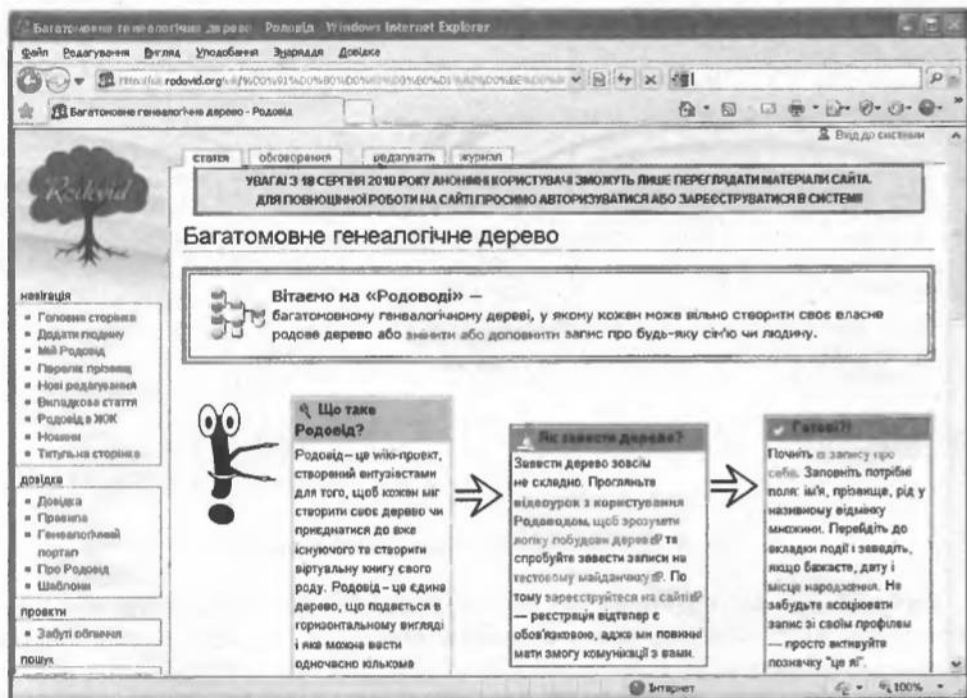 Багатомовне генеалогічне дерево - Родовід - Windows Internet Explorer
Файл Редагування Вигляд Уподобання Знаряддя Довідка
rodovid.org
Багатомовне генеалогічне дерево - Родовід
Вхід до системи
Rodovid
стаття обговорення редагувати журнал
УВАГА! З 18 СЕРПНЯ 2010 РОКУ АНОНІМНІ КОРИСТУВАЧІ ЗМОЖУТЬ ЛИШЕ ПЕРЕГЛЯДАТИ МАТЕРІАЛИ САЙТА.
ДЛЯ ПОВНОЦІННОЇ РОБОТИ НА САЙТІ ПРОСИМО АВТОРИЗУВАТИСЯ АБО ЗАРЕЄСТРУВАТИСЯ В СИСТЕМІ!
Багатомовне генеалогічне дерево
Вітаємо на «Родоводі» —
багатомовному генеалогічному дереві, у якому кожен може вільно створити своє власне
родове дерево або змінити або доповнити запис про будь-яку сім'ю чи людину.
навігація
Головна сторінка
Додати людину
Мій Родовід
Перелік прізвищ
Нові редагування
Випадкова стаття
Родовід в ЖЖ
Новини
Титульна сторінка
довідка
Довідка
Правила
Генеалогічний
портал
Про Родовід
Шаблони
проекти
Забуті обличчя
пошук
Що таке
Родовід?
Родовід – це wiki-проект,
створений ентузіастами
для того, щоб кожен міг
створити своє дерево чи
приєднатися до вже
існуючого та створити
віртуальну книгу свого
роду. Родовід – це єдине
дерево, що подається в
горизонтальному вигляді
і яке можна вести
одночасно кількома
Як завести дерево?
Завести дерево зовсім
не складно. Прогляньте
відеоурок з користування
Родоводом, щоб зрозуміти
логіку побудови дерев та
спробуйте завести записи на
тестовому майданчику. По
тому зареєструйтеся на сайті
— реєстрація відтепер є
обов'язковою, адже ми повинні
мати змогу комунікації з вами.
Готові?!
Почніть із запису про
себе. Заповніть потрібні
поля: ім'я, прізвище, рід у
називному відмінку
множини. Перейдіть до
вкладки події і заведіть,
якщо бажаєте, дату і
місце народження. Не
забудьте асоціювати
запис зі своїм профілем
— просто активуйте
позначку "це я!".
Інтернет
100%